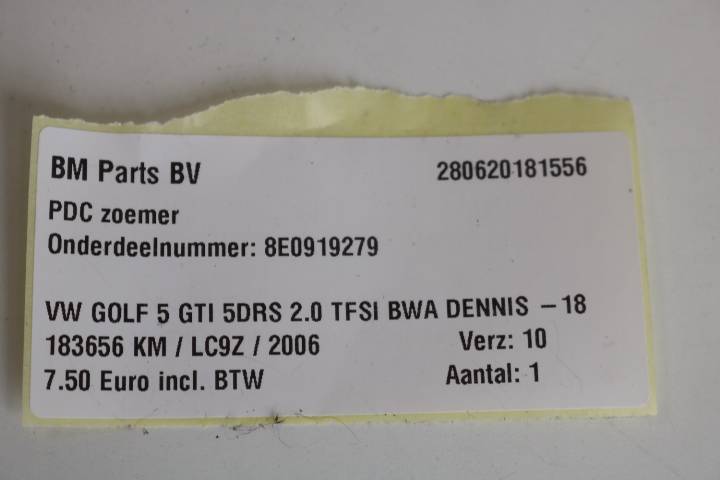 BM Parts BV 280620181556
PDC zoemer
Onderdeelnummer: 8E0919279
VW GOLF 5 GTI 5DRS 2.0 TFSI BWA DENNIS – 18
183656 KM / LC9Z / 2006 Verz: 10
7.50 Euro incl. BTW Aantal: 1